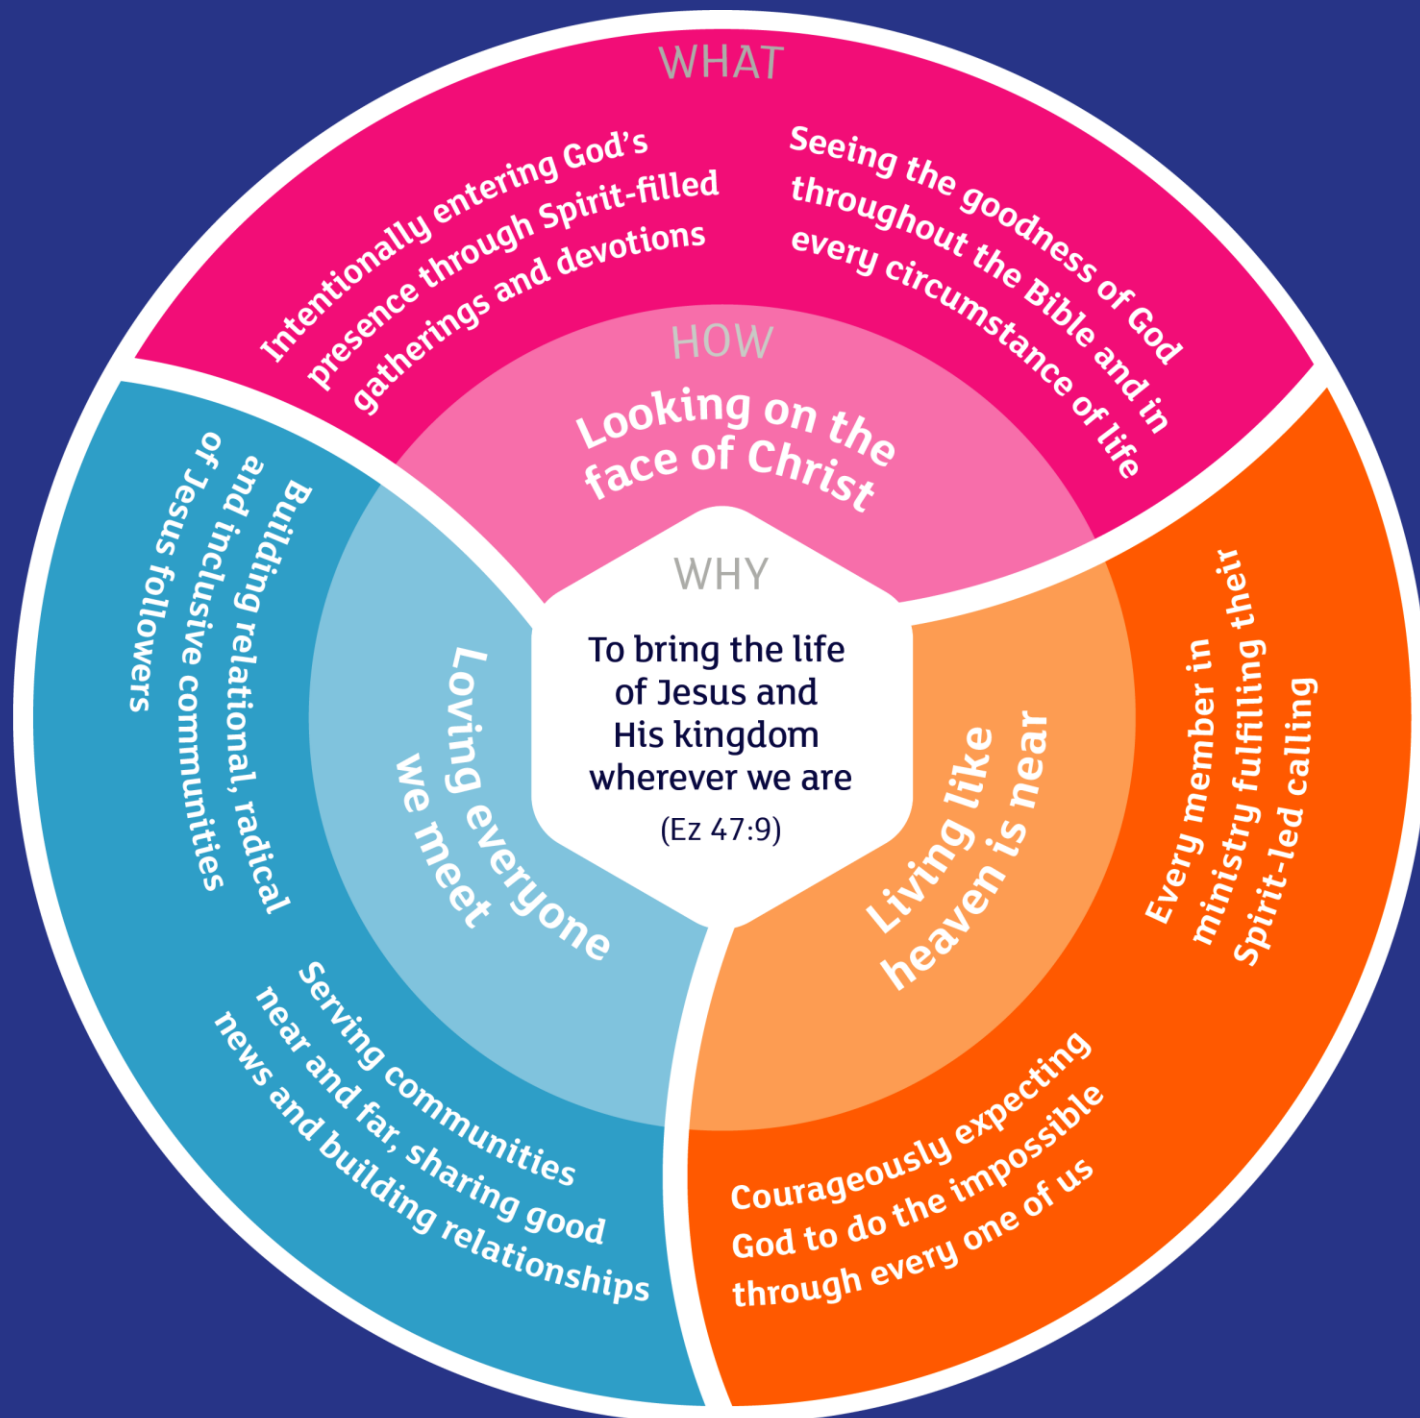 WHAT
Intentionally entering God's
presence through Spirit-filled
gatherings and devotions
Seeing the goodness of God
throughout the Bible and in
every circumstance of life
HOW
Looking on the
face of Christ
WHY
To bring the life
of Jesus and
His kingdom
wherever we are
(Ez 47:9)
Living like
heaven is near
Every member in
ministry fulfilling their
Spirit-led calling
Courageously expecting
God to do the impossible
through every one of us
Loving everyone
we meet
Building relational, radical
and inclusive communities
of Jesus followers
Serving communities
near and far, sharing good
news and building relationships